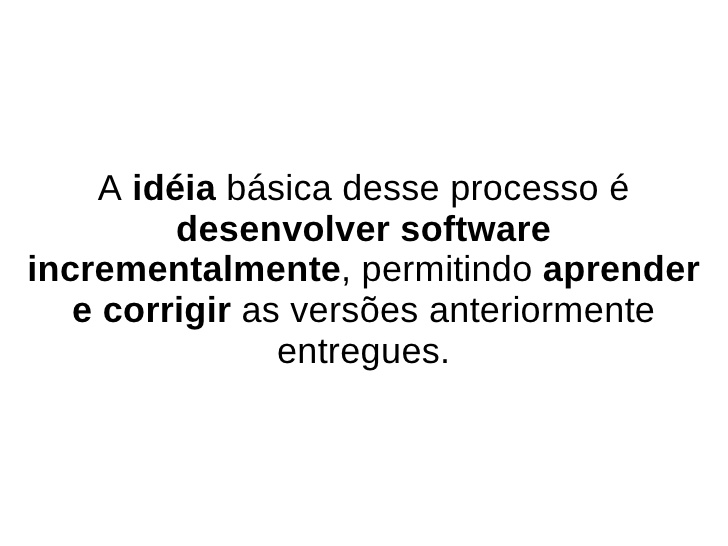 A idéia básica desse processo é
desenvolver software
incrementalmente, permitindo aprender
e corrigir as versões anteriormente
entregues.